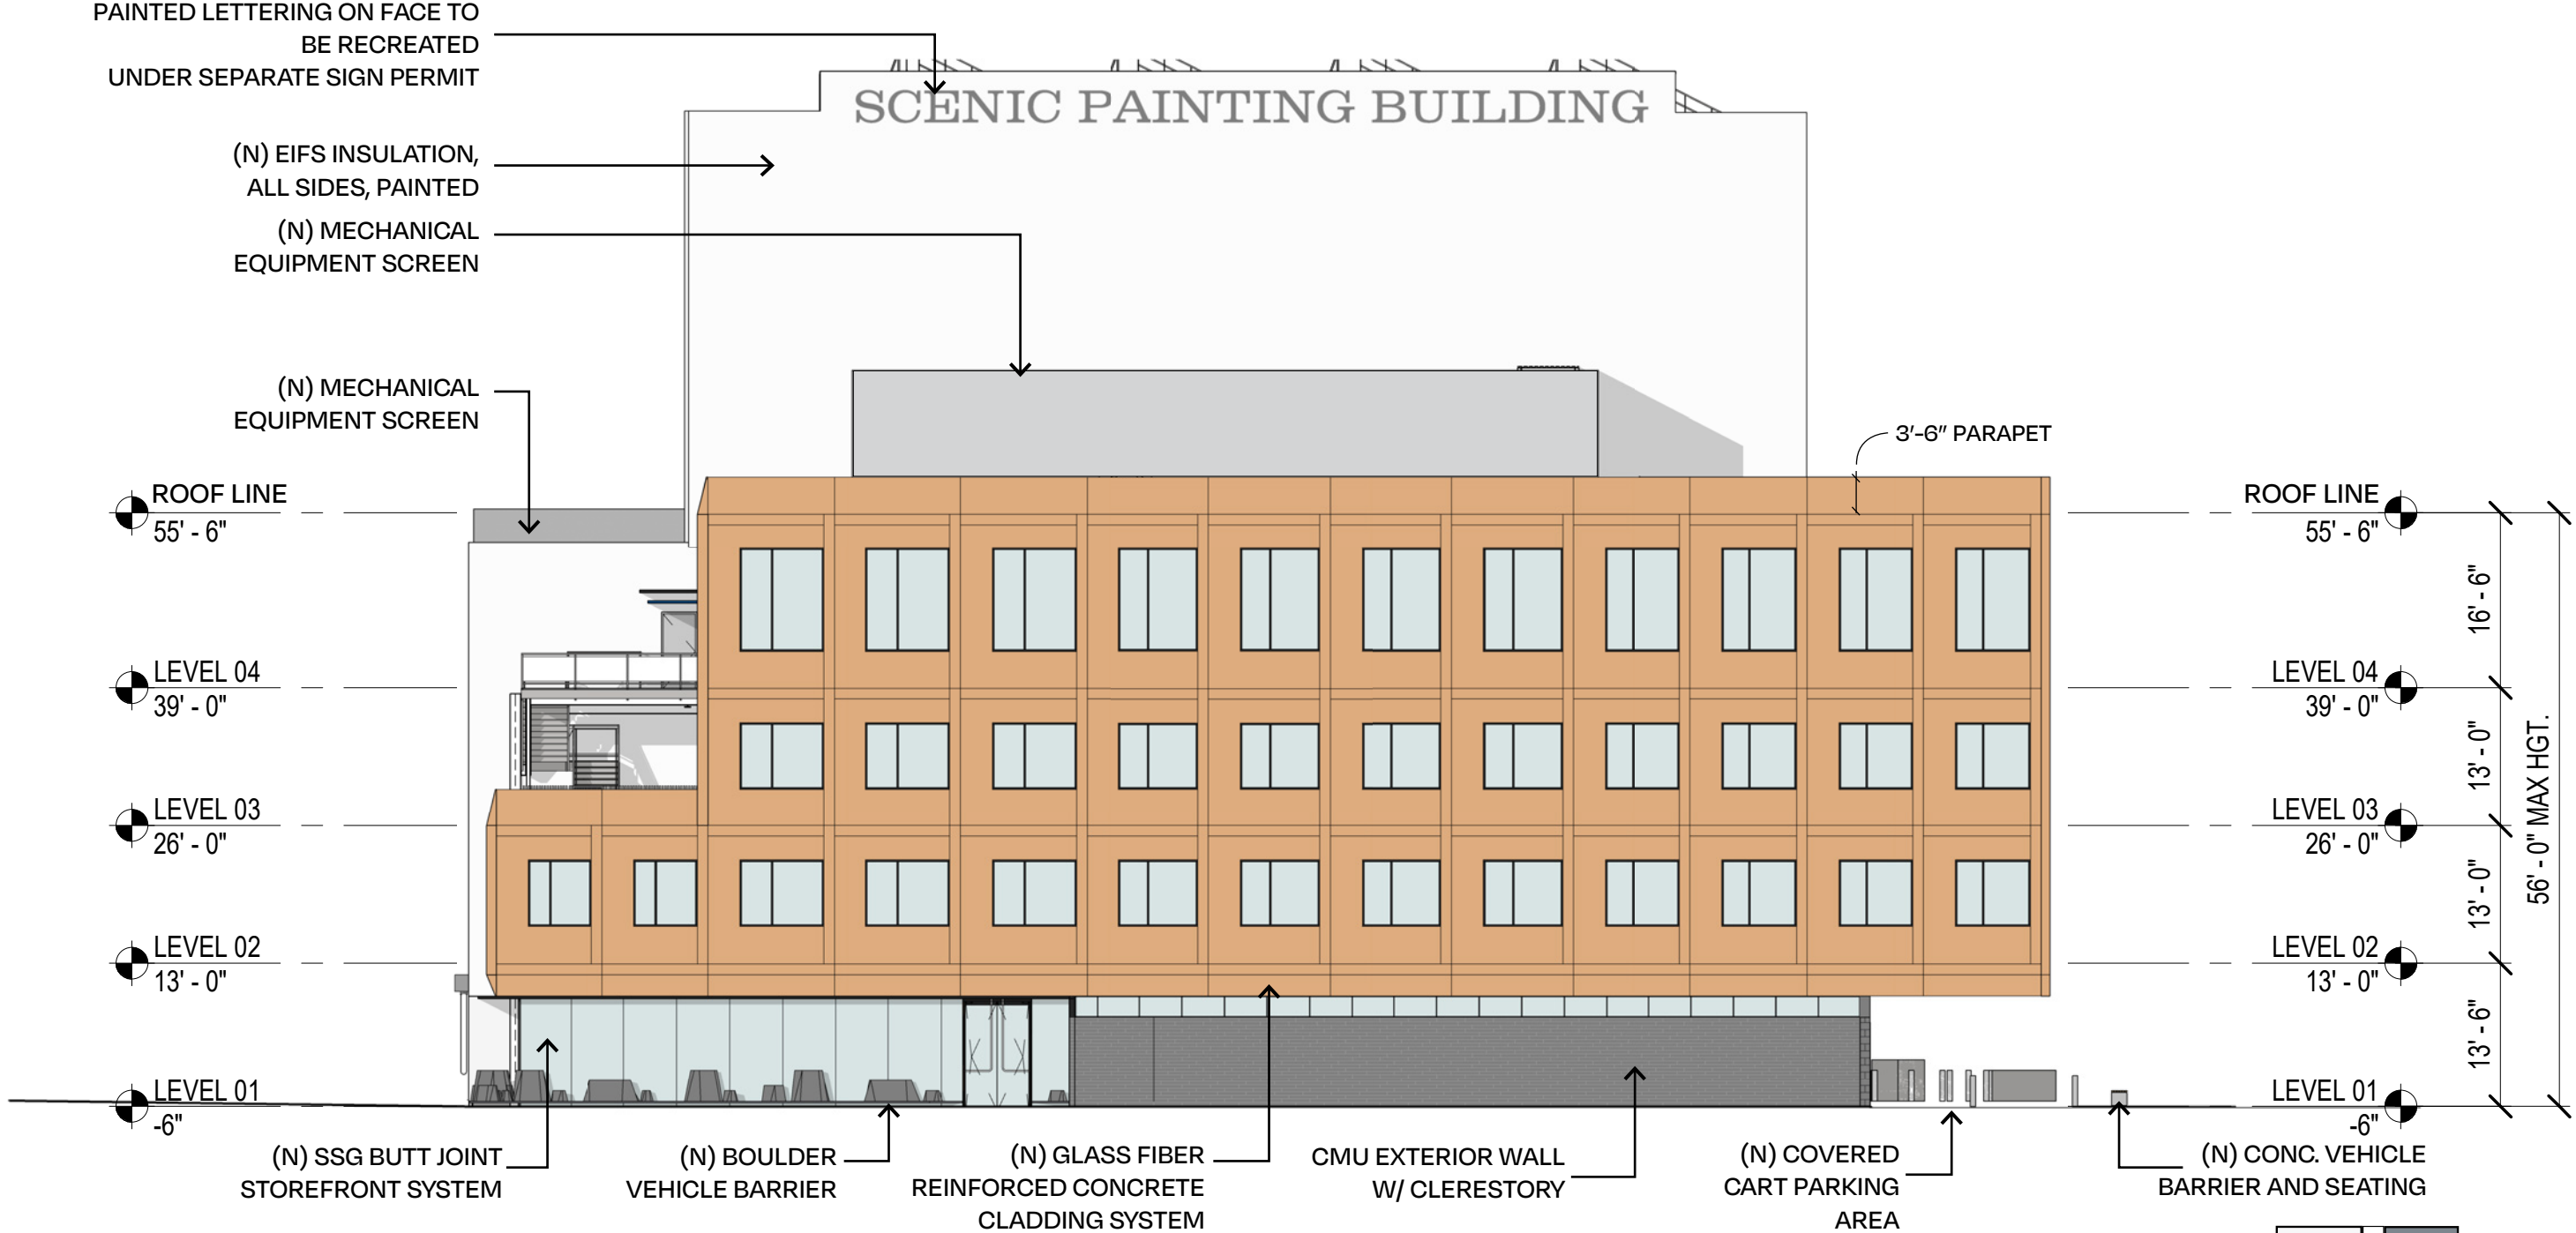 PAINTED LETTERING ON FACE TO
BE RECREATED
UNDER SEPARATE SIGN PERMIT
SCENIC PAINTING BUILDING
(N) EIFS INSULATION,
ALL SIDES, PAINTED
(N) MECHANICAL
EQUIPMENT SCREEN
(N) MECHANICAL
EQUIPMENT SCREEN
3'-6" PARAPET
ROOF LINE
55' - 6"
LEVEL 04
39' - 0"
LEVEL 03
26' - 0"
LEVEL 02
13' - 0"
LEVEL 01
-6"
ROOF LINE
55' - 6"
LEVEL 04
39' - 0"
LEVEL 03
26' - 0"
LEVEL 02
13' - 0"
LEVEL 01
-6"
16' - 6"
13' - 0"
13' - 0"
13' - 6"
56' - 0" MAX HGT.
(N) SSG BUTT JOINT
STOREFRONT SYSTEM
(N) BOULDER
VEHICLE BARRIER
(N) GLASS FIBER
REINFORCED CONCRETE
CLADDING SYSTEM
CMU EXTERIOR WALL
W/ CLERESTORY
(N) COVERED
CART PARKING
AREA
(N) CONC. VEHICLE
BARRIER AND SEATING